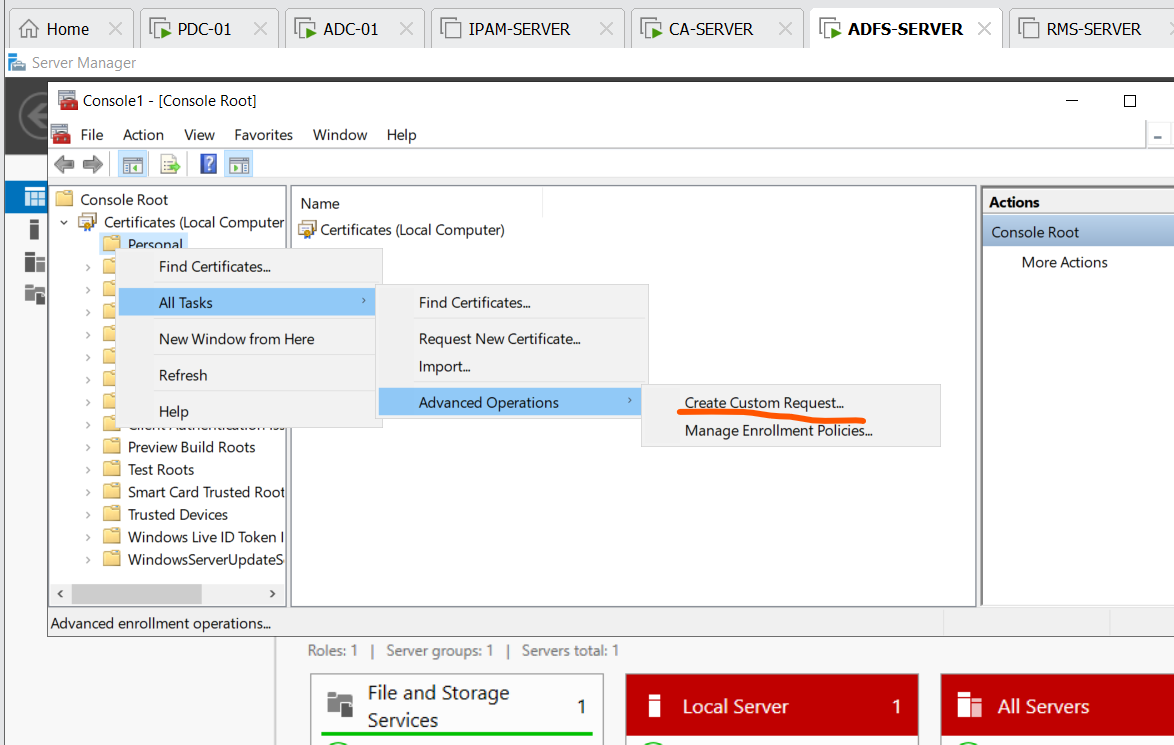 Home
PDC-01
ADC-01
IPAM-SERVER
CA-SERVER
ADFS-SERVER
RMS-SERVER
Server Manager
Console1 - [Console Root]
File Action View Favorites Window Help
Console Root
Certificates (Local Computer
Personal
Client Authentication Iss
Preview Build Roots
Test Roots
Smart Card Trusted Root
Trusted Devices
Windows Live ID Token I
WindowsServerUpdateS
Name
Certificates (Local Computer)
Actions
Console Root
More Actions
Find Certificates...
All Tasks
New Window from Here
Refresh
Help
Find Certificates...
Request New Certificate...
Import...
Advanced Operations
Create Custom Request...
Manage Enrollment Policies...
Advanced enrollment operations...
Roles: 1 | Server groups: 1 | Servers total: 1
File and Storage
Services
1
Local Server 1
All Servers